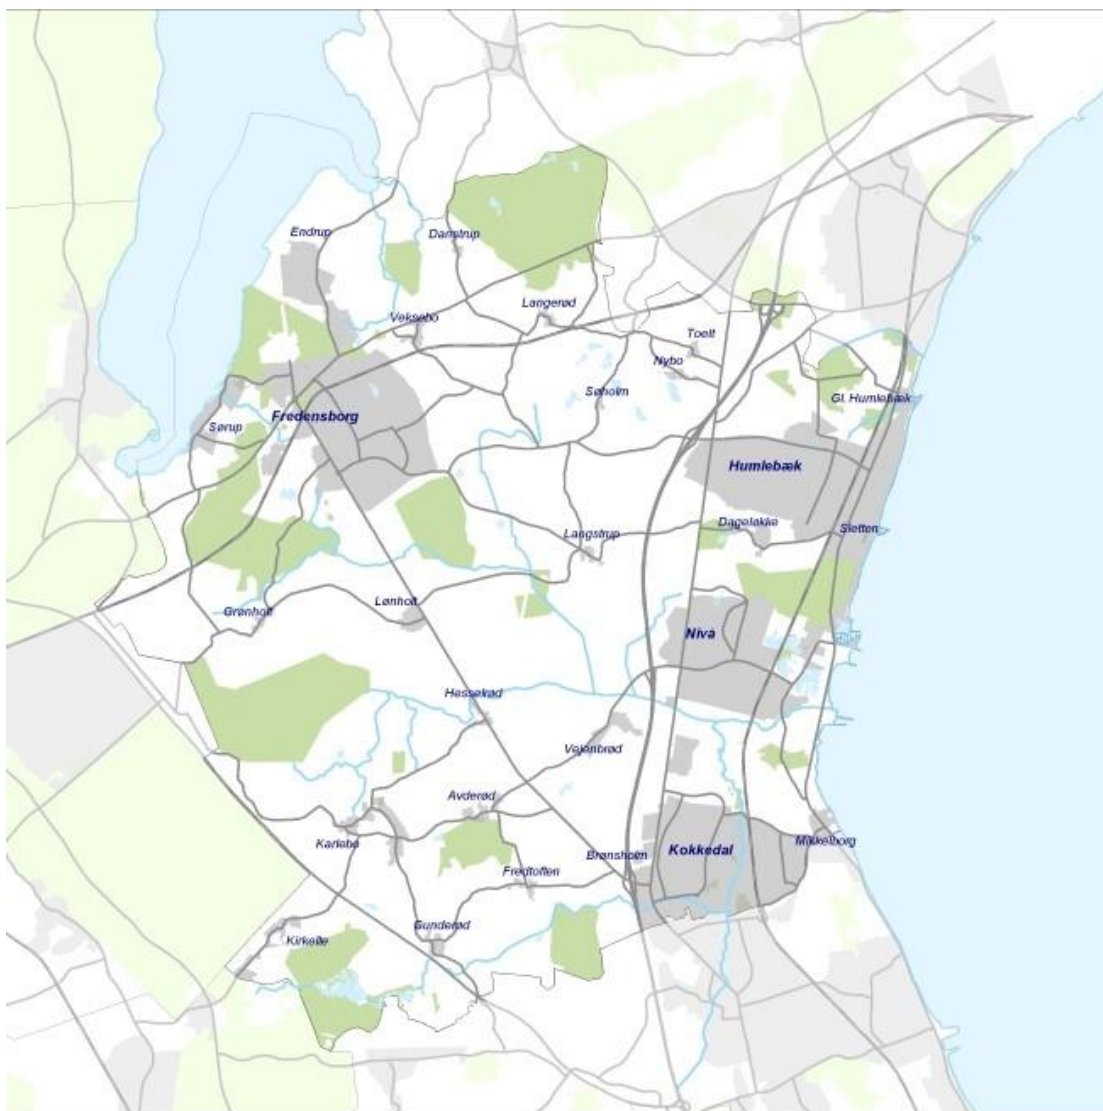 Endrup
Danstrup
Langerød
Veksebo
Toelt
Nybo
Søholm
Gl. Humlebæk
Fredensborg
Sørup
Humlebæk
Dageløkke
Sletten
Langstrup
Lønholt
Grønholt
Nivå
Hesselrød
Vejenbrød
Avderød
Karlebo
Mikkelborg
Kokkedal
Brønsholm
Fredtoften
Gunderød
Kirkelte